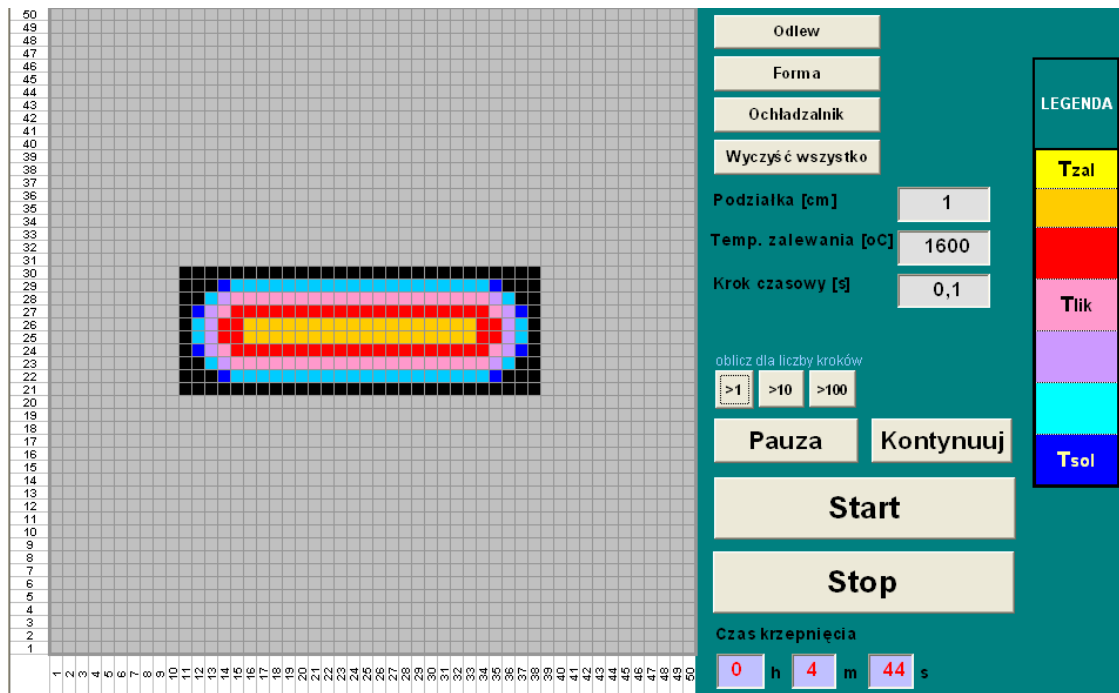 50
49
48
47
46
45
44
43
42
41
40
39
38
37
36
35
34
33
32
31
30
29
28
27
26
25
24
23
22
21
20
19
18
17
16
15
14
13
12
11
10
9
8
7
6
5
4
3
2
1
1 2 3 4 5 6 7 8 9 10 11 12 13 14 15 16 17 18 19 20 21 22 23 24 25 26 27 28 29 30 31 32 33 34 35 36 37 38 39 40 41 42 43 44 45 46 47 48 49 50
Odlew
Forma
Ochładzalnik
Wyczyść wszystko
Podziałka [cm] 1
Temp. zalewania [oC] 1600
Krok czasowy [s] 0,1
oblicz dla liczby kroków
>1 >10 >100
Pauza Kontynuuj
Start
Stop
Czas krzepnięcia
0 h 4 m 44 s
LEGENDA
Tzal
Tlik
Tsol